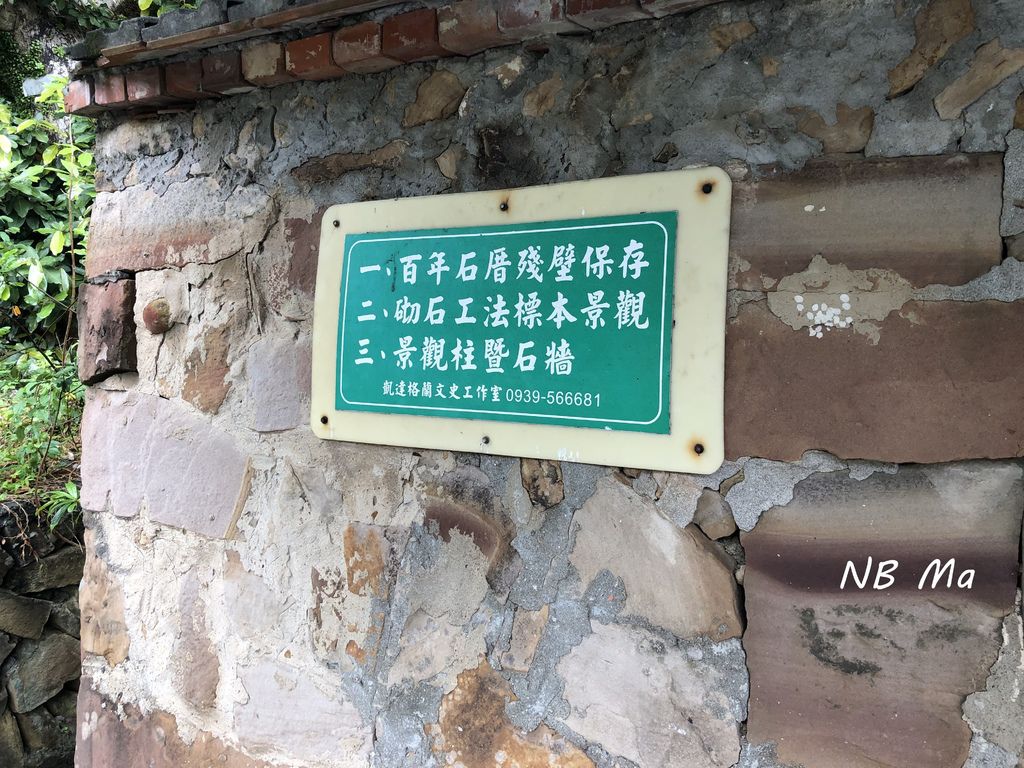 一、百年石厝殘壁保存
二、砌石工法標本景觀
三、景觀柱暨石牆
凱達格蘭文史工作室 0939-566681
NB Ma